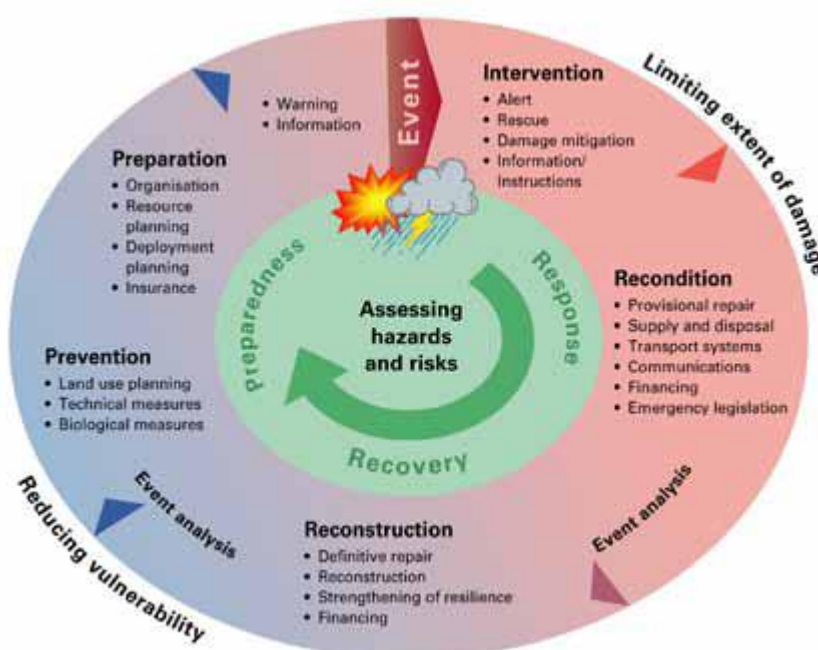 Event
Intervention
• Alert
• Rescue
• Damage mitigation
• Information/
Instructions
Limiting extent of damage
Recondition
• Provisional repair
• Supply and disposal
• Transport systems
• Communications
• Financing
• Emergency legislation
Event analysis
Reconstruction
• Definitive repair
• Reconstruction
• Strengthening of resilience
• Financing
Event analysis
Reducing vulnerability
Prevention
• Land use planning
• Technical measures
• Biological measures
Preparation
• Organisation
• Resource
planning
• Deployment
planning
• Insurance
• Warning
• Information
Response
Recovery
Preparedness
Assessing
hazards
and risks